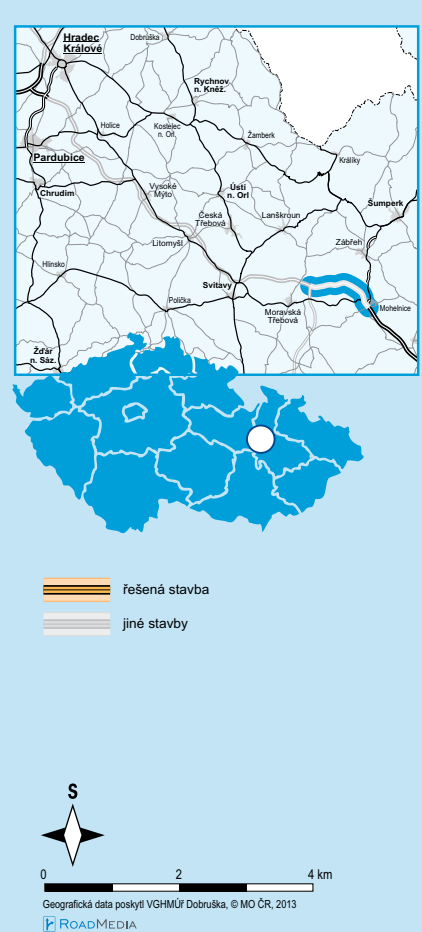 Hradec
Králové
Dobruška
Rychnov
n. Kněž.
Holice
Kostelec
n. Orl.
Žamberk
Pardubice
Králíky
Chrudim
Vysoké
Mýto
Ústí
n. Orl
Česká
Třebová
Lanškroun
Šumperk
Litomyšl
Zábřeh
Hlinsko
Svitavy
Polička
Moravská
Třebová
Mohelnice
Žďár
n. Sáz.
řešená stavba
jiné stavby
S
0 2 4 km
Geografická data poskytl VGHMÚř Dobruška, © MO ČR, 2013
ROADMEDIA